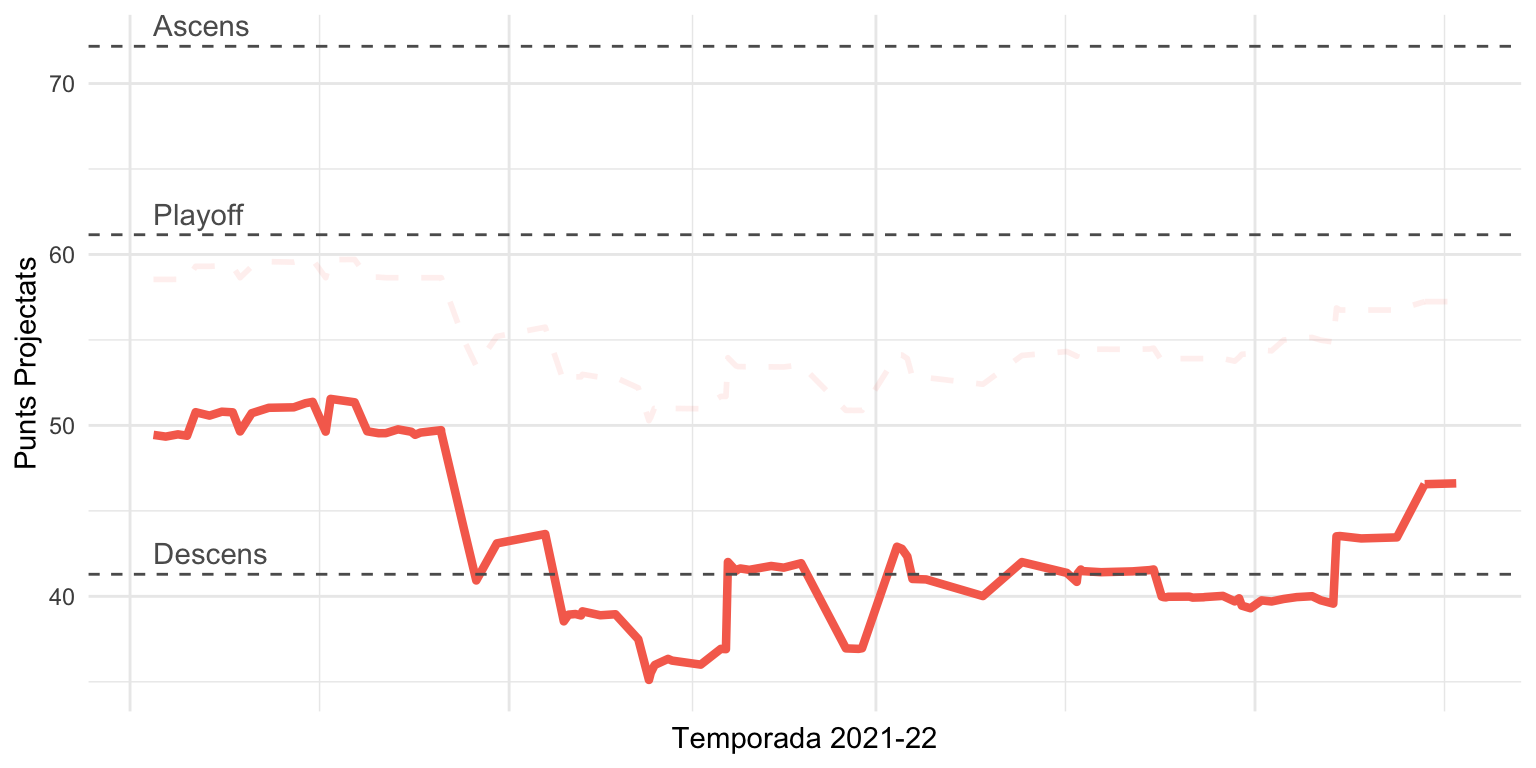 Ascens
70
Playoff
60
50
Descens
40
Punts Projectats
Temporada 2021-22